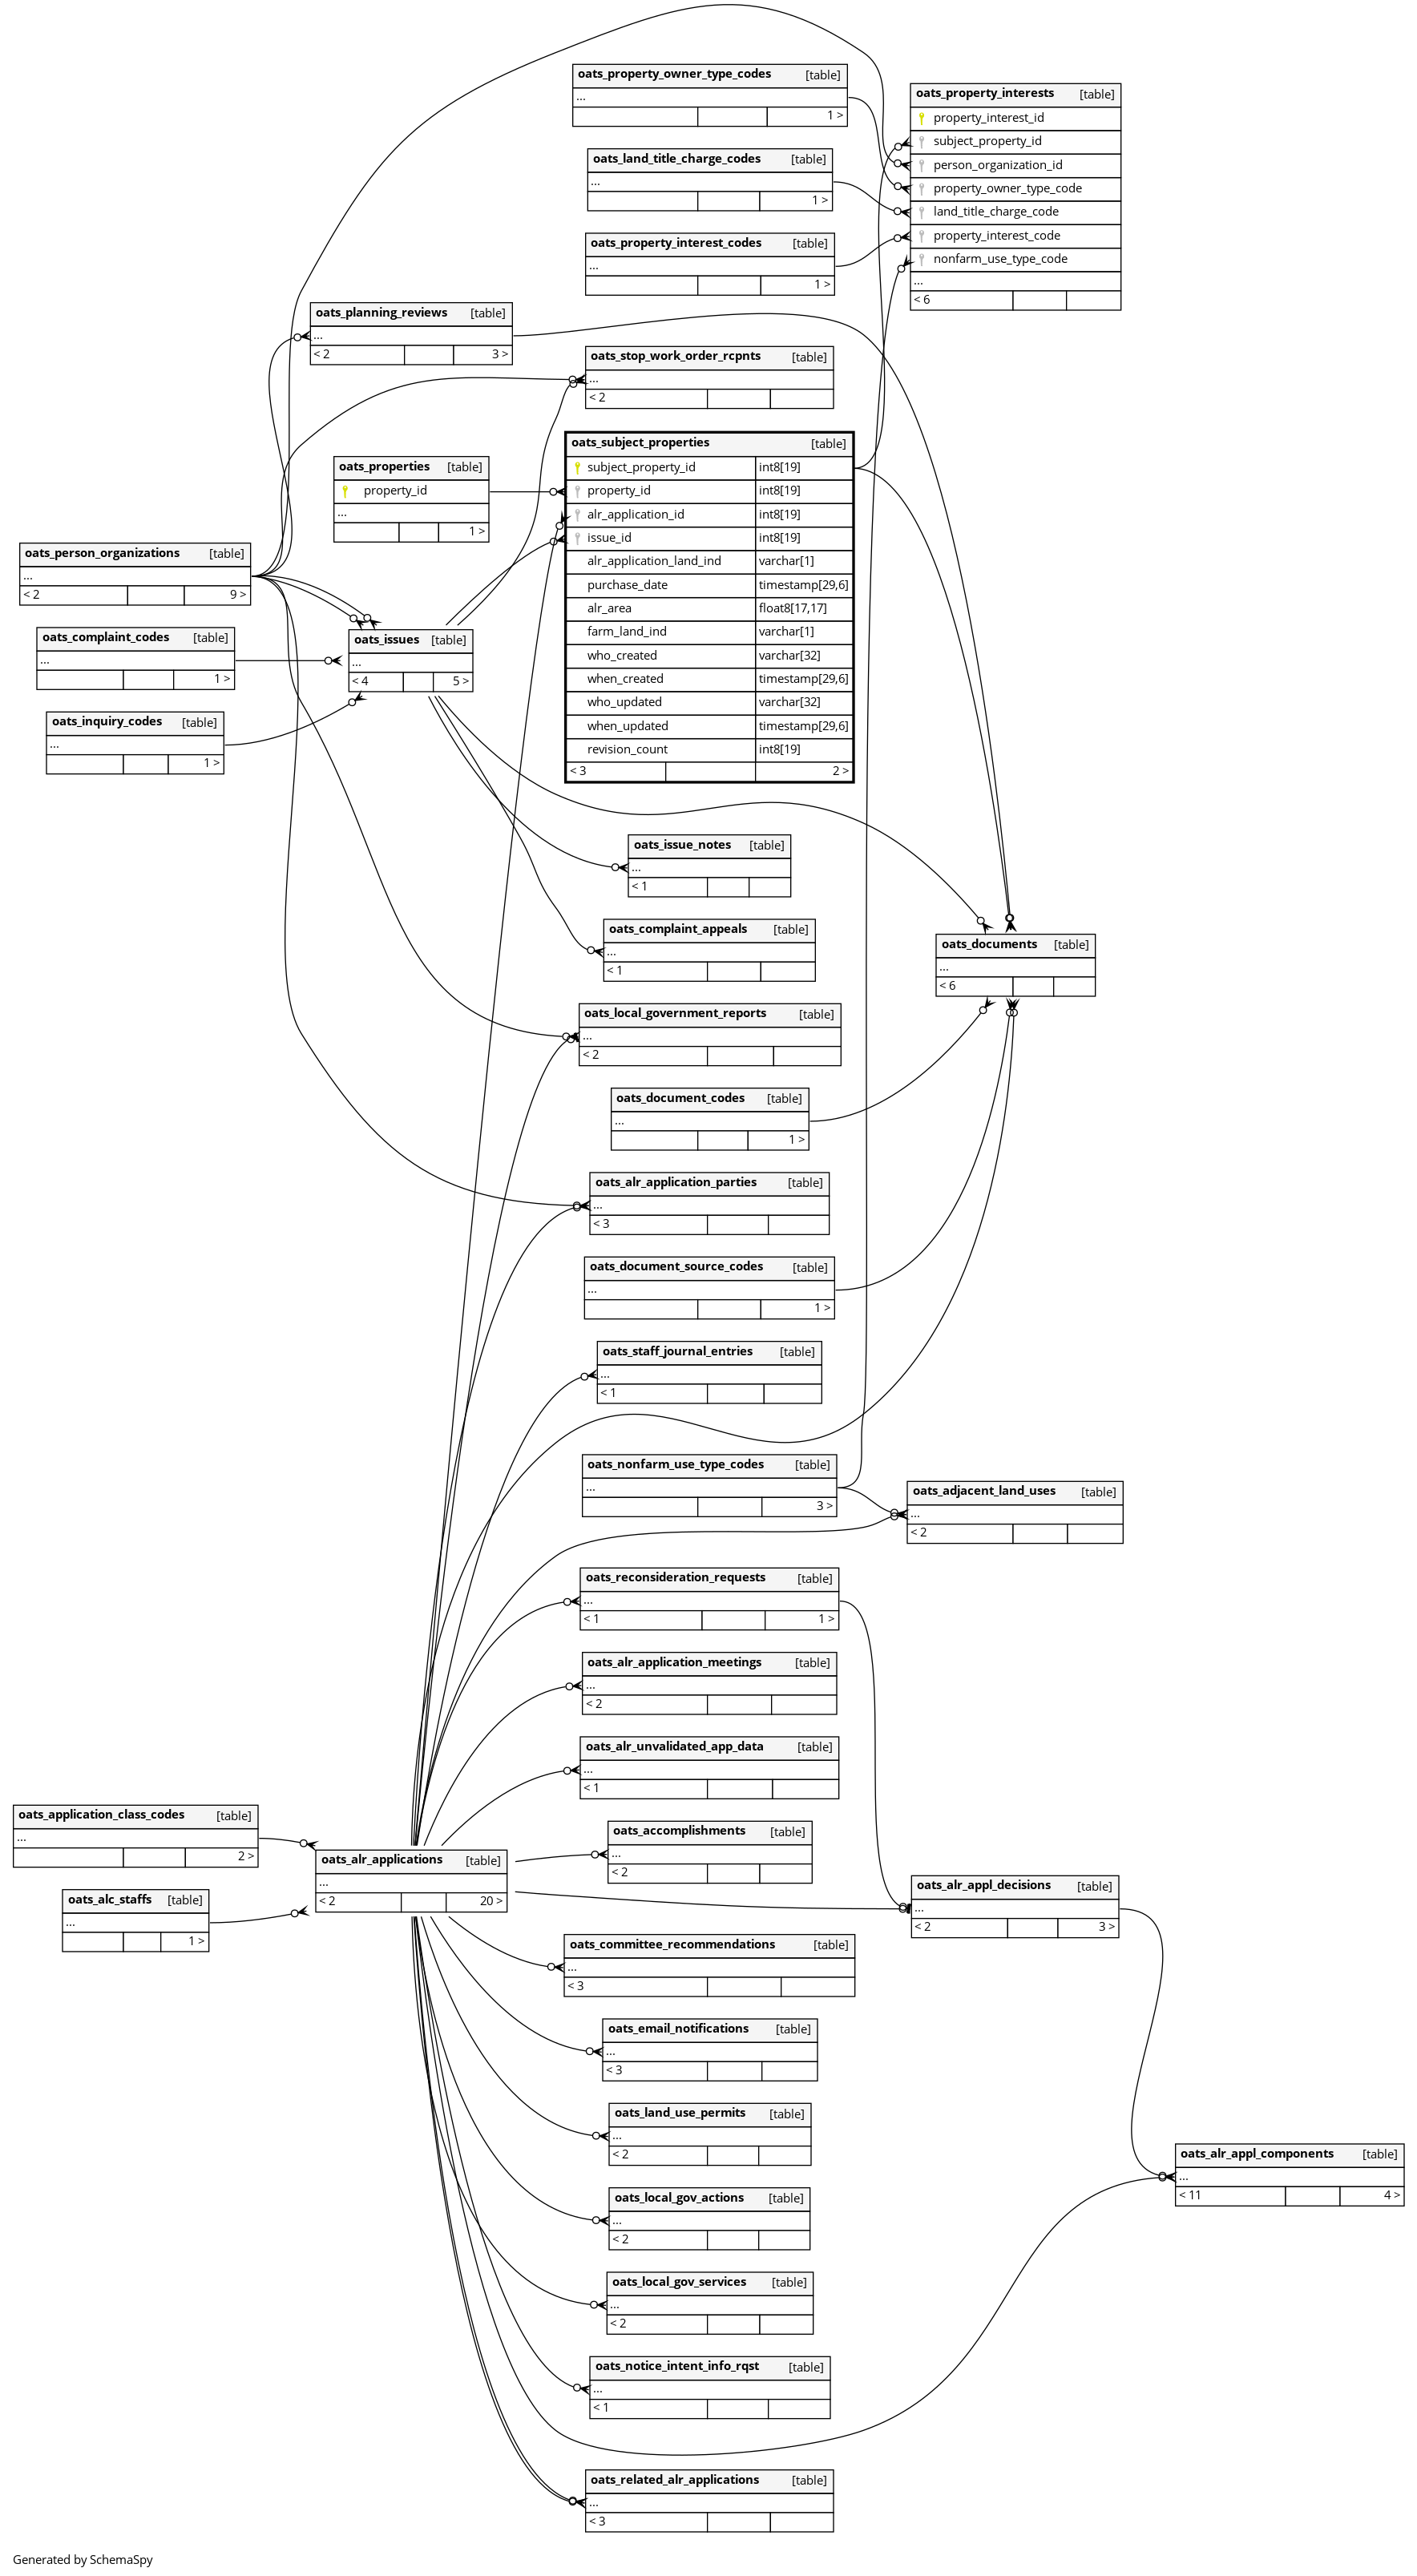 oats_property_owner_type_codes [table]
...
1 >
oats_property_interests [table]
property_interest_id
subject_property_id
person_organization_id
property_owner_type_code
land_title_charge_code
property_interest_code
nonfarm_use_type_code
...
< 6
oats_land_title_charge_codes [table]
...
1 >
oats_property_interest_codes [table]
...
1 >
oats_planning_reviews [table]
...
< 2 3 >
oats_stop_work_order_rcpnts [table]
...
< 2
oats_subject_properties [table]
subject_property_id int8[19]
property_id int8[19]
alr_application_id int8[19]
issue_id int8[19]
alr_application_land_ind varchar[1]
purchase_date timestamp[29,6]
alr_area float8[17,17]
farm_land_ind varchar[1]
who_created varchar[32]
when_created timestamp[29,6]
who_updated varchar[32]
when_updated timestamp[29,6]
revision_count int8[19]
< 3 2 >
oats_properties [table]
property_id
...
1 >
oats_person_organizations [table]
...
< 2 9 >
oats_complaint_codes [table]
...
1 >
oats_issues [table]
...
< 4 5 >
oats_inquiry_codes [table]
...
1 >
oats_issue_notes [table]
...
< 1
oats_complaint_appeals [table]
...
< 1
oats_documents [table]
...
< 6
oats_local_government_reports [table]
...
< 2
oats_document_codes [table]
...
1 >
oats_alr_application_parties [table]
...
< 3
oats_document_source_codes [table]
...
1 >
oats_staff_journal_entries [table]
...
< 1
oats_nonfarm_use_type_codes [table]
...
3 >
oats_adjacent_land_uses [table]
...
< 2
oats_reconsideration_requests [table]
...
< 1 1 >
oats_alr_application_meetings [table]
...
< 2
oats_alr_unvalidated_app_data [table]
...
< 1
oats_application_class_codes [table]
...
2 >
oats_accomplishments [table]
...
< 2
oats_alr_applications [table]
...
< 2 20 >
oats_alc_staffs [table]
...
1 >
oats_alr_appl_decisions [table]
...
< 2 3 >
oats_committee_recommendations [table]
...
< 3
oats_email_notifications [table]
...
< 3
oats_land_use_permits [table]
...
< 2
oats_alr_appl_components [table]
...
< 11 4 >
oats_local_gov_actions [table]
...
< 2
oats_local_gov_services [table]
...
< 2
oats_notice_intent_info_rqst [table]
...
< 1
oats_related_alr_applications [table]
...
< 3
Generated by SchemaSpy